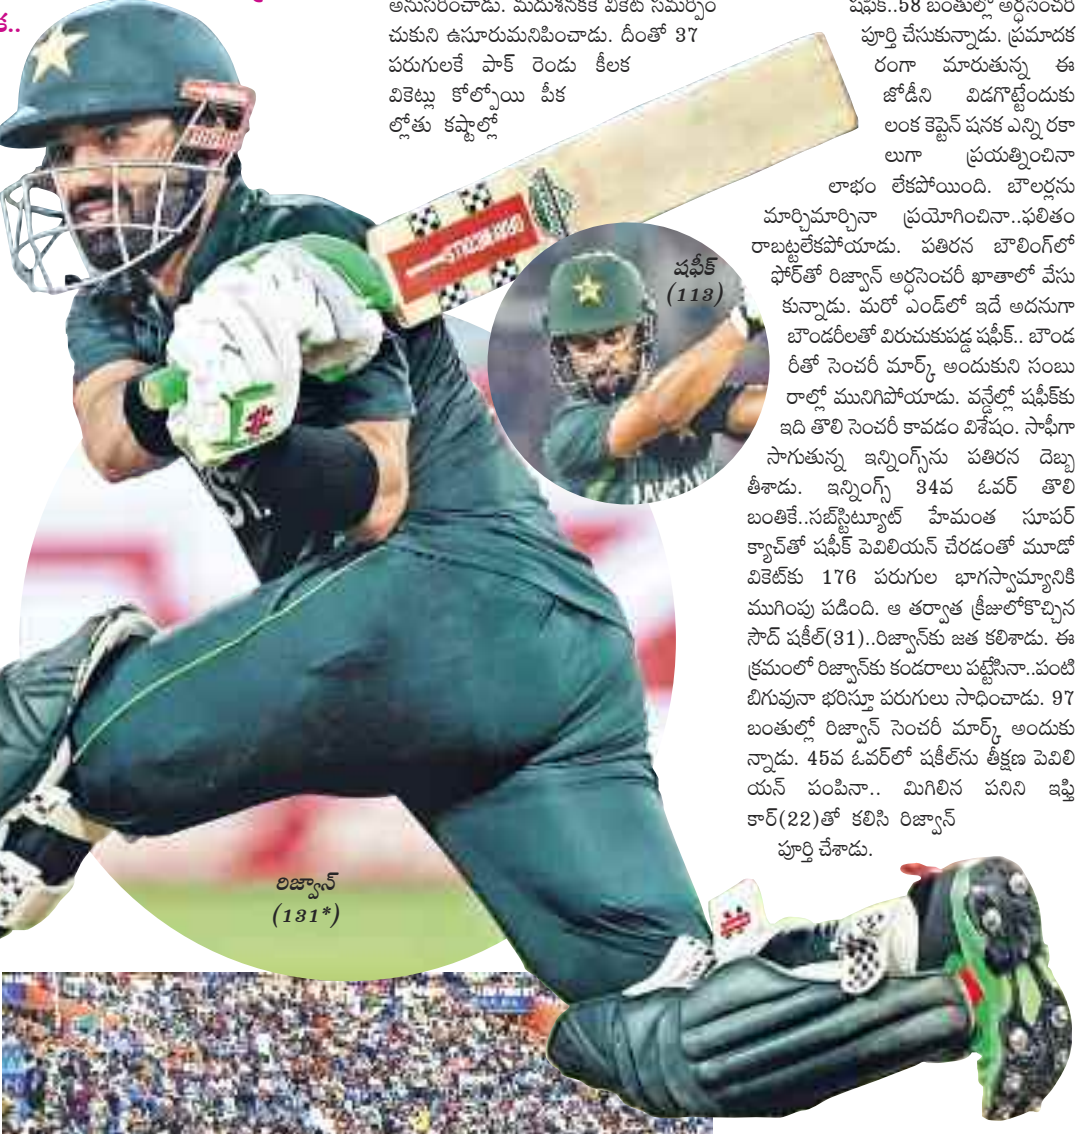 క..
అనుసరించాడు. మదుశనకకే వికెట్ సమర్పిం
చుకుని ఉసూరుమనిపించాడు. దీంతో 37
పరుగులకే పాక్ రెండు కీలక
వికెట్లు కోల్పోయి పీక
ల్లోతు కష్టాల్లో
షఫీక్..58 బంతుల్లో అర్ధసెంచరీ
పూర్తి చేసుకున్నాడు. ప్రమాదక
రంగా మారుతున్న ఈ
జోడీని విడగొట్టేందుకు
లంక కెప్టెన్ షనక ఎన్ని రకా
లుగా ప్రయత్నించినా
లాభం లేకపోయింది. బౌలర్లను
మార్చిమార్చినా ప్రయోగించినా..ఫలితం
రాబట్టలేకపోయాడు. పతిరన బౌలింగ్‌లో
ఫోర్‌తో రిజ్వాన్ అర్ధసెంచరీ ఖాతాలో వేసు
కున్నాడు. మరో ఎండ్‌లో ఇదే అదనుగా
బౌండరీలతో విరుచుకుపడ్డ షఫీక్.. బౌండ
రీతో సెంచరీ మార్క్ అందుకుని సంబు
రాల్లో మునిగిపోయాడు. వన్డేల్లో షఫీక్‌కు
ఇది తొలి సెంచరీ కావడం విశేషం. సాఫీగా
సాగుతున్న ఇన్నింగ్స్‌ను పతిరన దెబ్బ
తీశాడు. ఇన్నింగ్స్ 34వ ఓవర్ తొలి
బంతికే..సబ్‌స్టిట్యూట్ హేమంత సూపర్
క్యాచ్‌తో షఫీక్ పెవిలియన్ చేరడంతో మూడో
వికెట్‌కు 176 పరుగుల భాగస్వామ్యానికి
ముగింపు పడింది. ఆ తర్వాత క్రీజులోకొచ్చిన
సౌద్ షకీల్(31)..రిజ్వాన్‌కు జత కలిశాడు. ఈ
క్రమంలో రిజ్వాన్‌కు కండరాలు పట్టేసినా..పంటి
బిగువునా భరిస్తూ పరుగులు సాధించాడు. 97
బంతుల్లో రిజ్వాన్ సెంచరీ మార్క్ అందుకు
న్నాడు. 45వ ఓవర్‌లో షకీల్‌ను తీక్షణ పెవిలి
యన్ పంపినా.. మిగిలిన పనిని ఇఫ్తి
కార్(22)తో కలిసి రిజ్వాన్
పూర్తి చేశాడు.
షఫీక్
(113)
రిజ్వాన్
(131*)